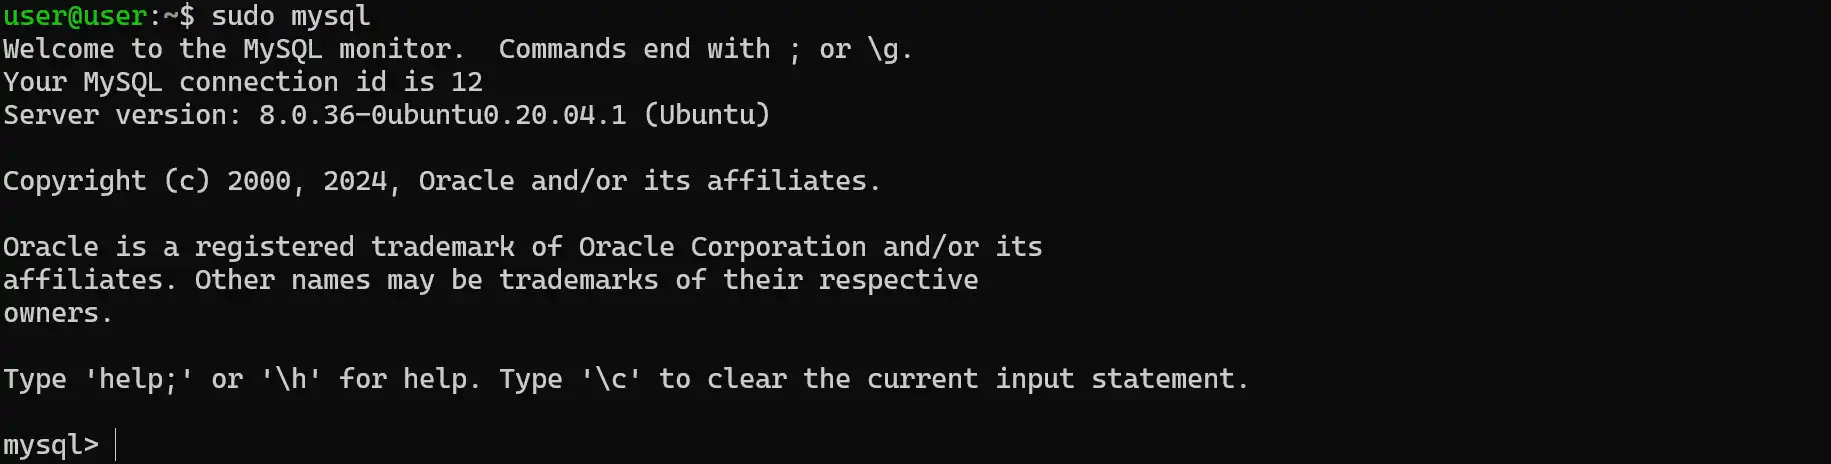 user@user:~$ sudo mysql
Welcome to the MySQL monitor.  Commands end with ; or \g.
Your MySQL connection id is 12
Server version: 8.0.36-0ubuntu0.20.04.1 (Ubuntu)
Copyright (c) 2000, 2024, Oracle and/or its affiliates.
Oracle is a registered trademark of Oracle Corporation and/or its
affiliates. Other names may be trademarks of their respective
owners.
Type 'help;' or '\h' for help. Type '\c' to clear the current input statement.
mysql>